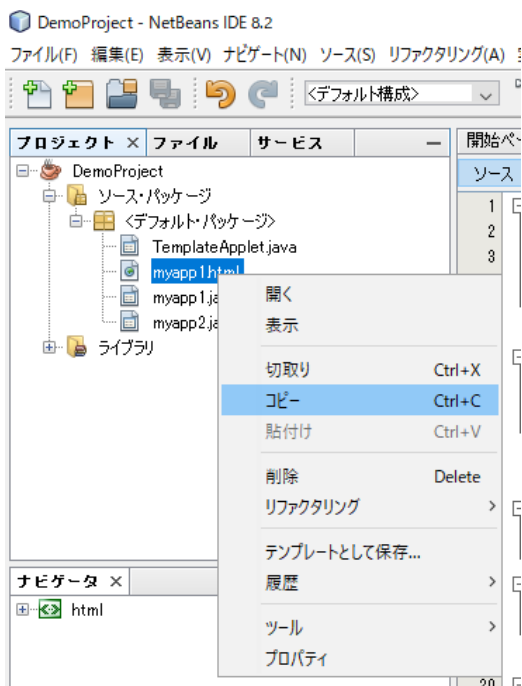 DemoProject - NetBeans IDE 8.2
ファイル(F) 編集(E) 表示(V) ナビゲート(N) ソース(S) リファクタリング(A)
<デフォルト構成>
プロジェクト × ファイル サービス
開始ペー
ソース
DemoProject
ソース・パッケージ
<デフォルト・パッケージ>
TemplateApplet.java
myapp1.html
myapp1.ja
myapp2.ja
ライブラリ
1
2
3
開く
表示
切取り Ctrl+X
コピー Ctrl+C
貼付け Ctrl+V
削除 Delete
リファクタリング
テンプレートとして保存...
履歴
ツール
プロパティ
ナビゲータ ×
html
20